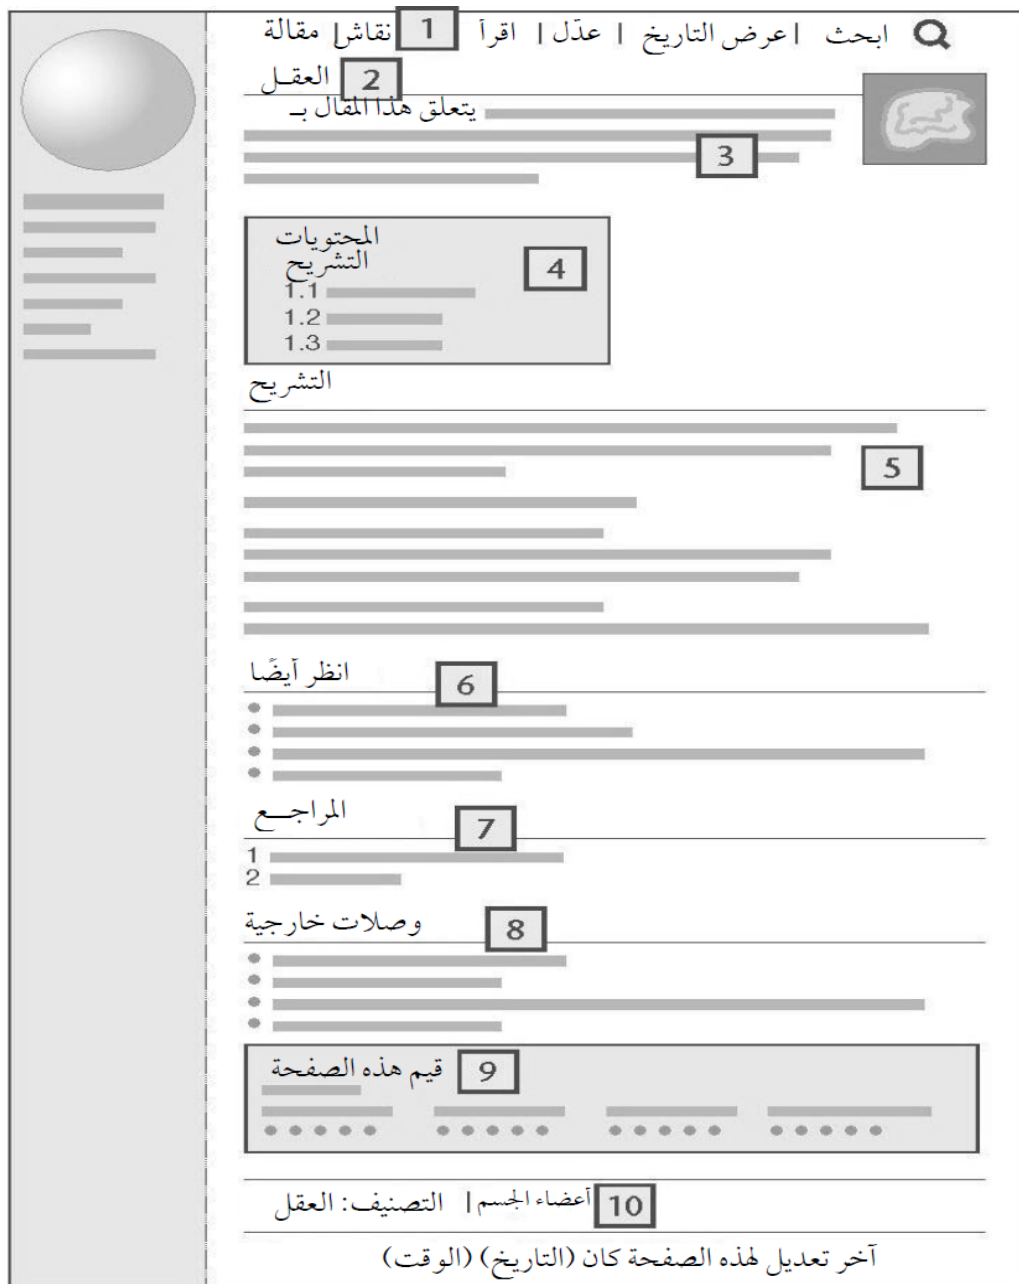 مقالة |نقاش 1 اقرأ | عدّل | عرض التاريخ | ابحث
العقـل 2
يتعلق هذا المقال بـ
3
المحتويات
4
التشريح
1.1
1.2
1.3
التشريح
5
انظر أيضًا
6
المراجــع
7
1
2
وصلات خارجية
8
قيم هذه الصفحة 9
التصنيف: العقل | أعضاء الجسم 10
آخر تعديل لهذه الصفحة كان (التاريخ) (الوقت)